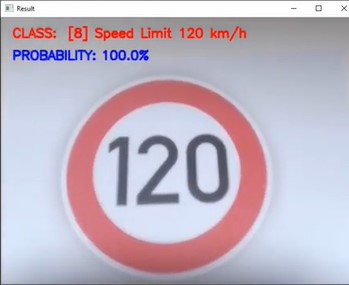 Result
CLASS: [8] Speed Limit 120 km/h
PROBABILITY: 100.0%
120